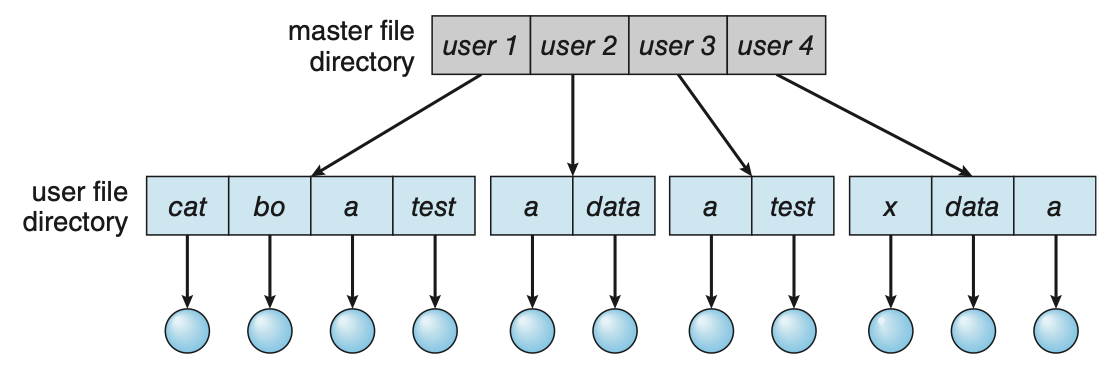 master file
directory
user 1 user 2 user 3 user 4
user file
directory
cat bo a test a data a test x data a